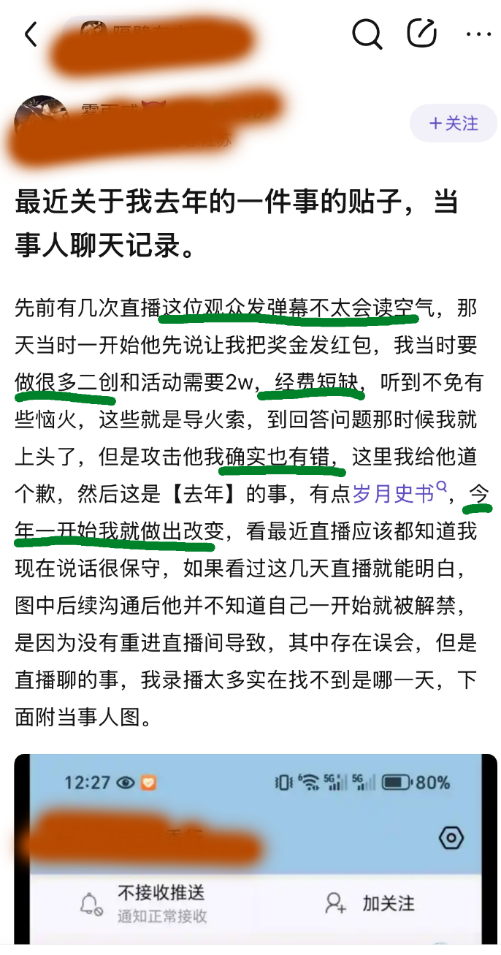 +关注
最近关于我去年的一件事的贴子，当
事人聊天记录。
先前有几次直播这位观众发弹幕不太会读空气，那
天当时一开始他先说让我把奖金发红包，我当时要
做很多二创和活动需要2w，经费短缺，听到不免有
些恼火，这些就是导火索，到回答问题那时候我就
上头了，但是攻击他我确实也有错，这里我给他道
个歉，然后这是【去年】的事，有点岁月史书，今
年一开始我就做出改变，看最近直播应该都知道我
现在说话很保守，如果看过这几天直播就能明白，
图中后续沟通后他并不知道自己一开始就被解禁，
是因为没有重进直播间导致，其中存在误会，但是
直播聊的事，我录播太多实在找不到是哪一天，下
面附当事人图。
12:27 6 5G 5G 80%
不接收推送
通知正常接收
加关注